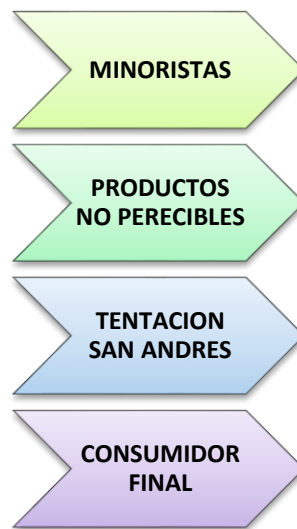 MINORISTAS
PRODUCTOS
NO PERECIBLES
TENTACION
SAN ANDRES
CONSUMIDOR
FINAL